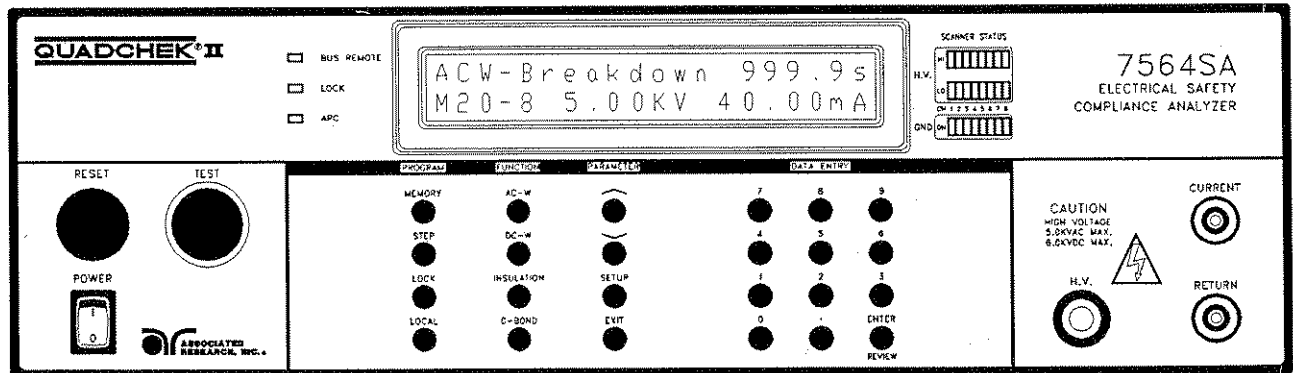 QUADCHEK® II
BUS REMOTE
LOCK
APC
ACW-Breakdown 999.9s
M20-8 5.00KV 40.00mA
SCANNER STATUS
H.V.
HI
LO
CH 1 2 3 4 5 6 7 8
GND
ON
7564SA
ELECTRICAL SAFETY
COMPLIANCE ANALYZER
RESET
TEST
POWER
I
O
ASSOCIATED
RESEARCH, INC.
PROGRAM FUNCTION PARAMETER DATA ENTRY
MEMORY AC-W 7 8 9
STEP DC-W 4 5 6
LOCK INSULATION SETUP 1 2 3
LOCAL G-BOND EXIT 0 . ENTER
REVIEW
CAUTION
HIGH VOLTAGE
5.0KVAC MAX.
6.0KVDC MAX.
H.V.
CURRENT
RETURN